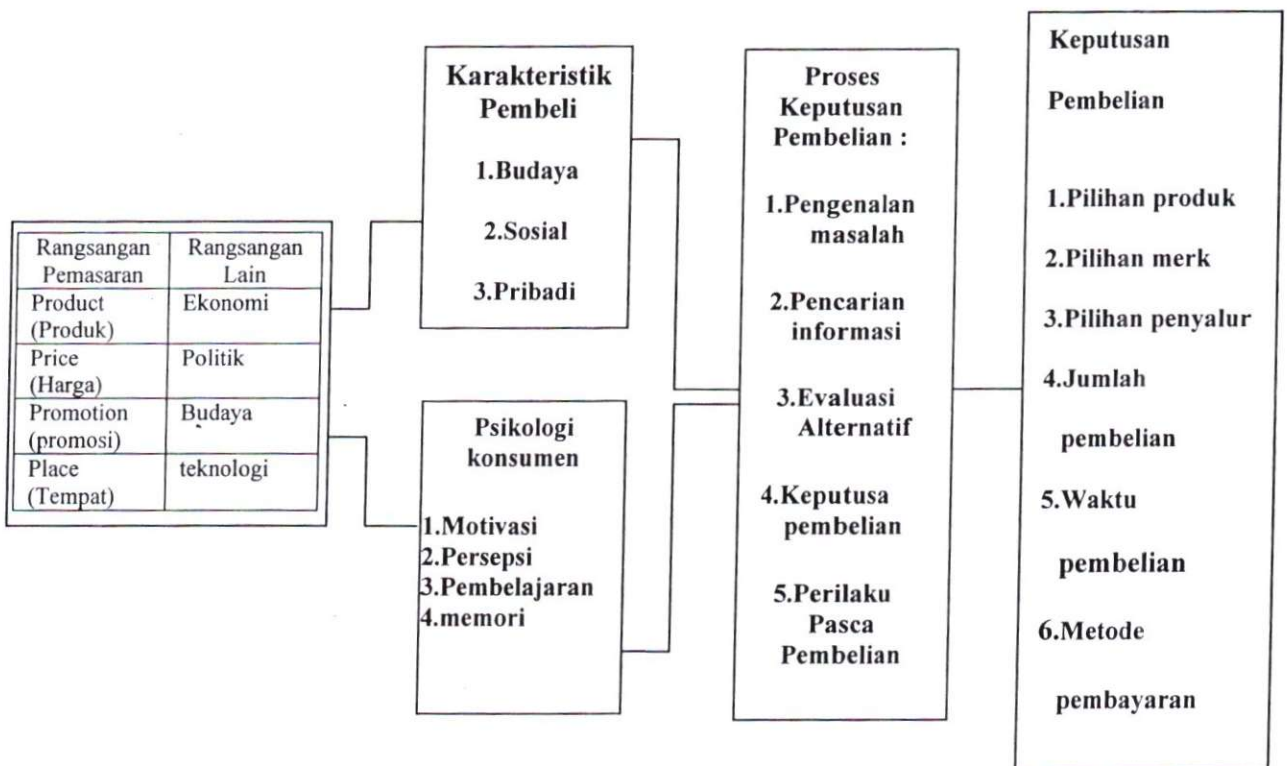 Rangsangan
Pemasaran
Rangsangan
Lain
Product
(Produk)
Ekonomi
Price
(Harga)
Politik
Promotion
(promosi)
Budaya
Place
(Tempat)
teknologi
Karakteristik
Pembeli
1.Budaya
2.Sosial
3.Pribadi
Psikologi
konsumen
1.Motivasi
2.Persepsi
3.Pembelajaran
4.memori
Proses
Keputusan
Pembelian :
1.Pengenalan
masalah
2.Pencarian
informasi
3.Evaluasi
Alternatif
4.Keputusa
pembelian
5.Perilaku
Pasca
Pembelian
Keputusan
Pembelian
1.Pilihan produk
2.Pilihan merk
3.Pilihan penyalur
4.Jumlah
pembelian
5.Waktu
pembelian
6.Metode
pembayaran